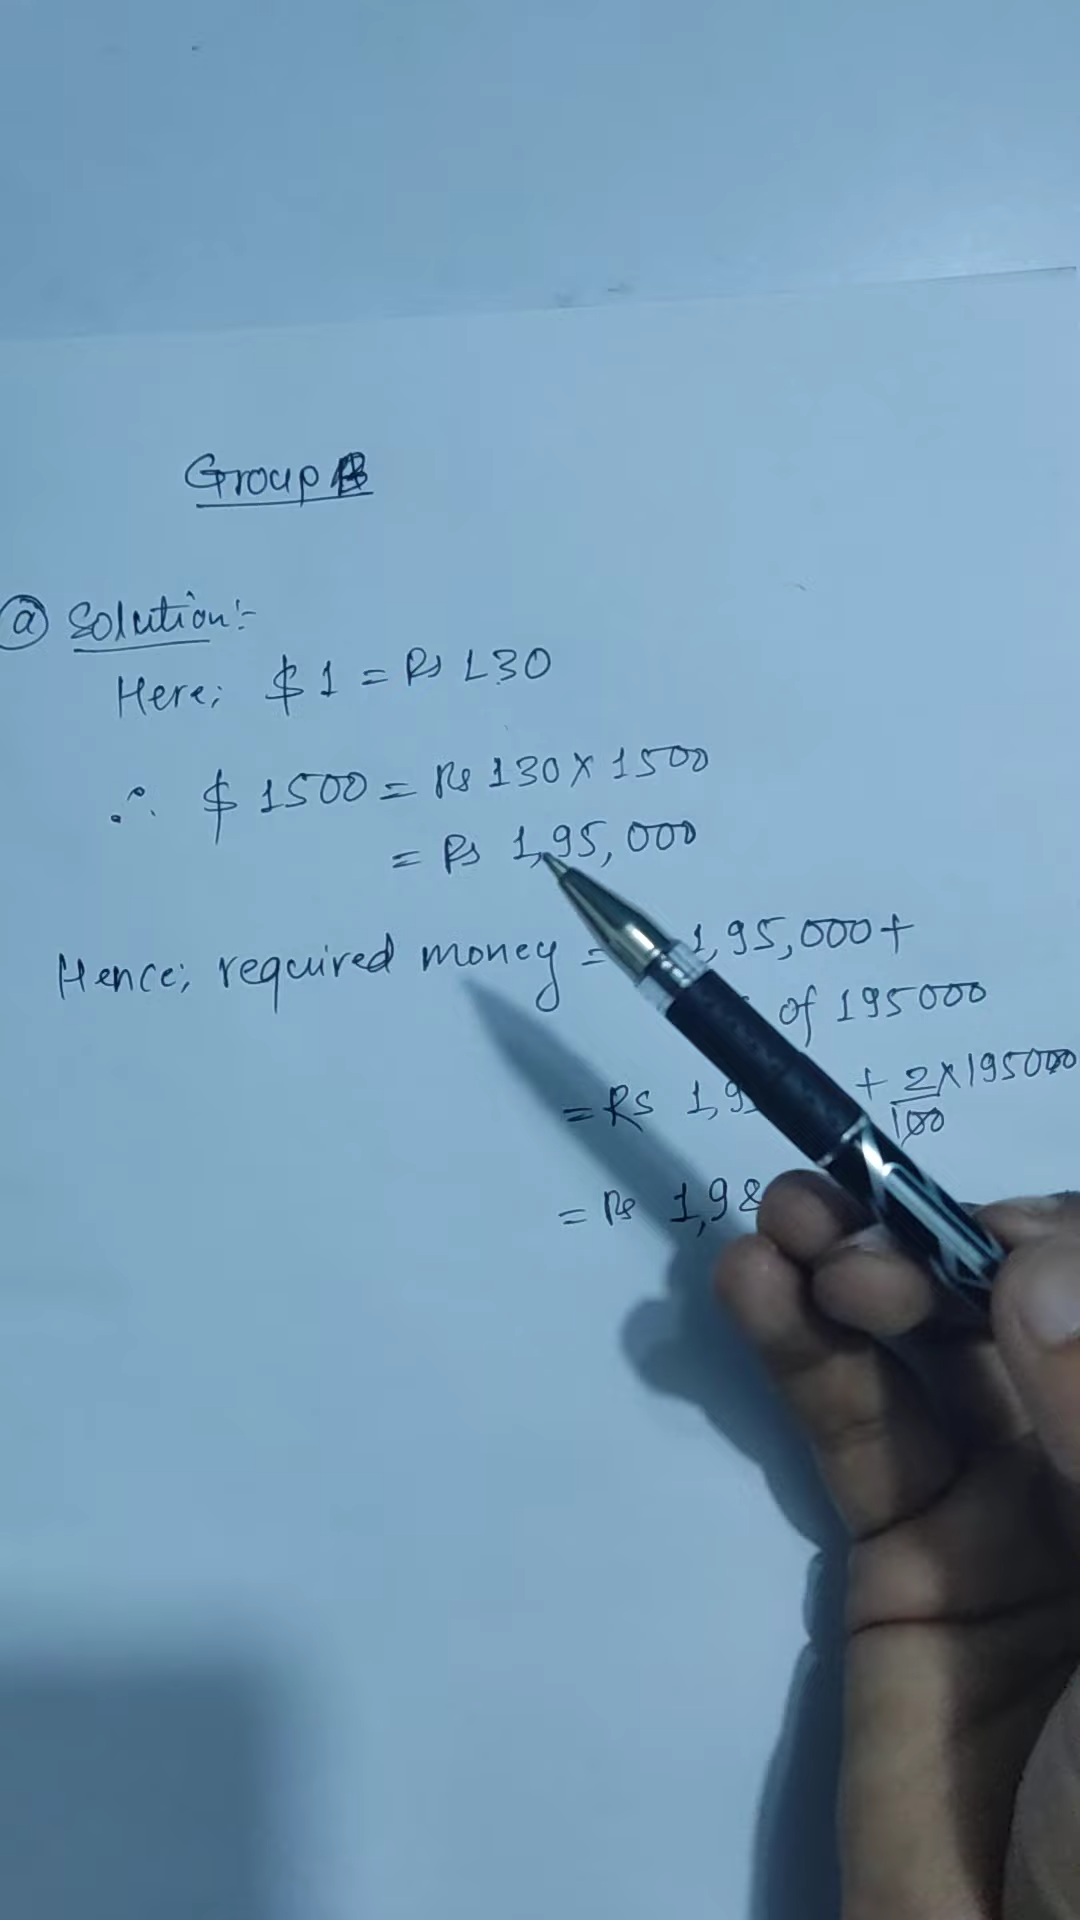 Group B
(a) Solution:-
Here; $1 = Rs 130
∴ $ 1500 = Rs 130 × 1500
= Rs 1,95,000
Hence; required money = 1,95,000 +
of 195000
= Rs 1,9 + 2 × 195000
100
= Rs 1,98